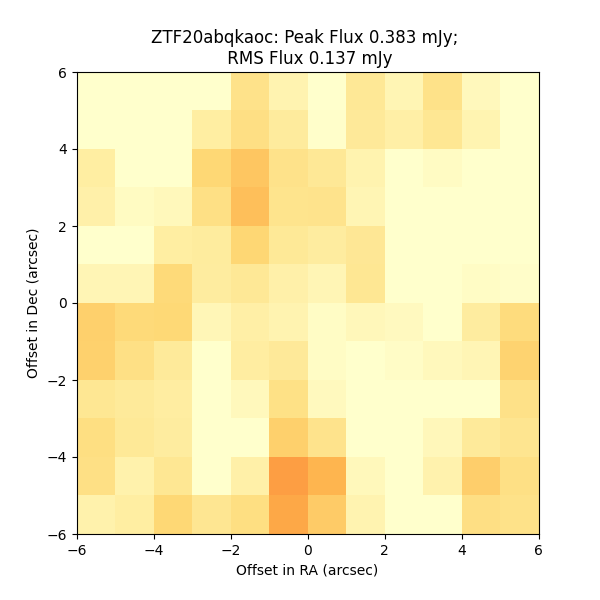 ZTF20abqkaoc: Peak Flux 0.383 mJy;
RMS Flux 0.137 mJy
6
4
2
0
−2
−4
−6
Offset in Dec (arcsec)
−6 −4 −2 0 2 4 6
Offset in RA (arcsec)